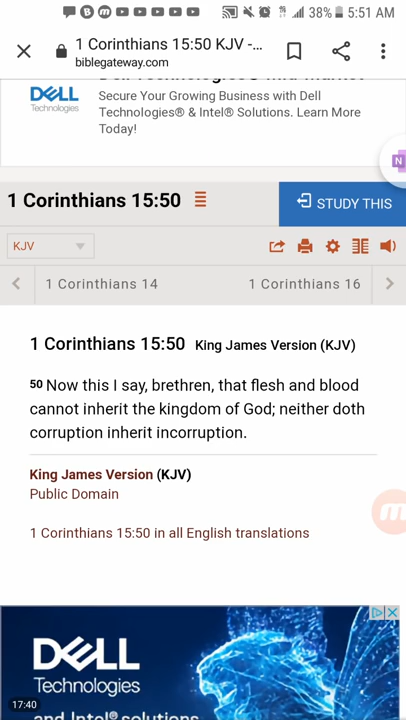 38% 5:51 AM
1 Corinthians 15:50 KJV -...
biblegateway.com
DELL
Technologies
Secure Your Growing Business with Dell
Technologies® & Intel® Solutions. Learn More
Today!
N
1 Corinthians 15:50
STUDY THIS
KJV
1 Corinthians 14
1 Corinthians 16
1 Corinthians 15:50 King James Version (KJV)
50 Now this I say, brethren, that flesh and blood
cannot inherit the kingdom of God; neither doth
corruption inherit incorruption.
King James Version (KJV)
Public Domain
1 Corinthians 15:50 in all English translations
DELL
Technologies
and Intel® solutions
17:40